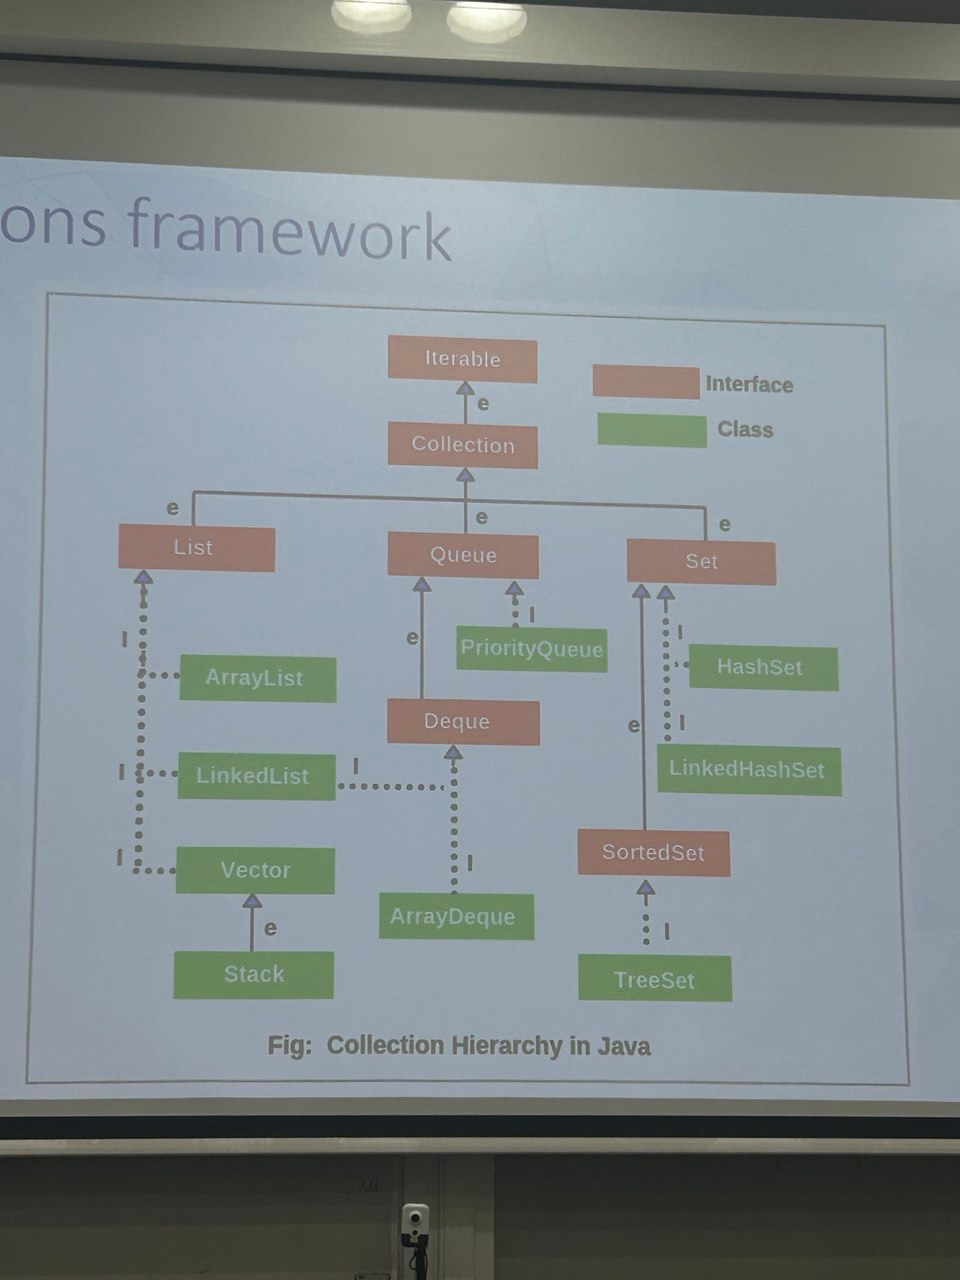 ons framework
Iterable
Interface
e
Collection
Class
e
e
e
List
Queue
Set
I
e
I
I
PriorityQueue
ArrayList
HashSet
Deque
e
I
LinkedList
I
I
LinkedHashSet
I
Vector
I
SortedSet
e
ArrayDeque
I
Stack
TreeSet
Fig: Collection Hierarchy in Java